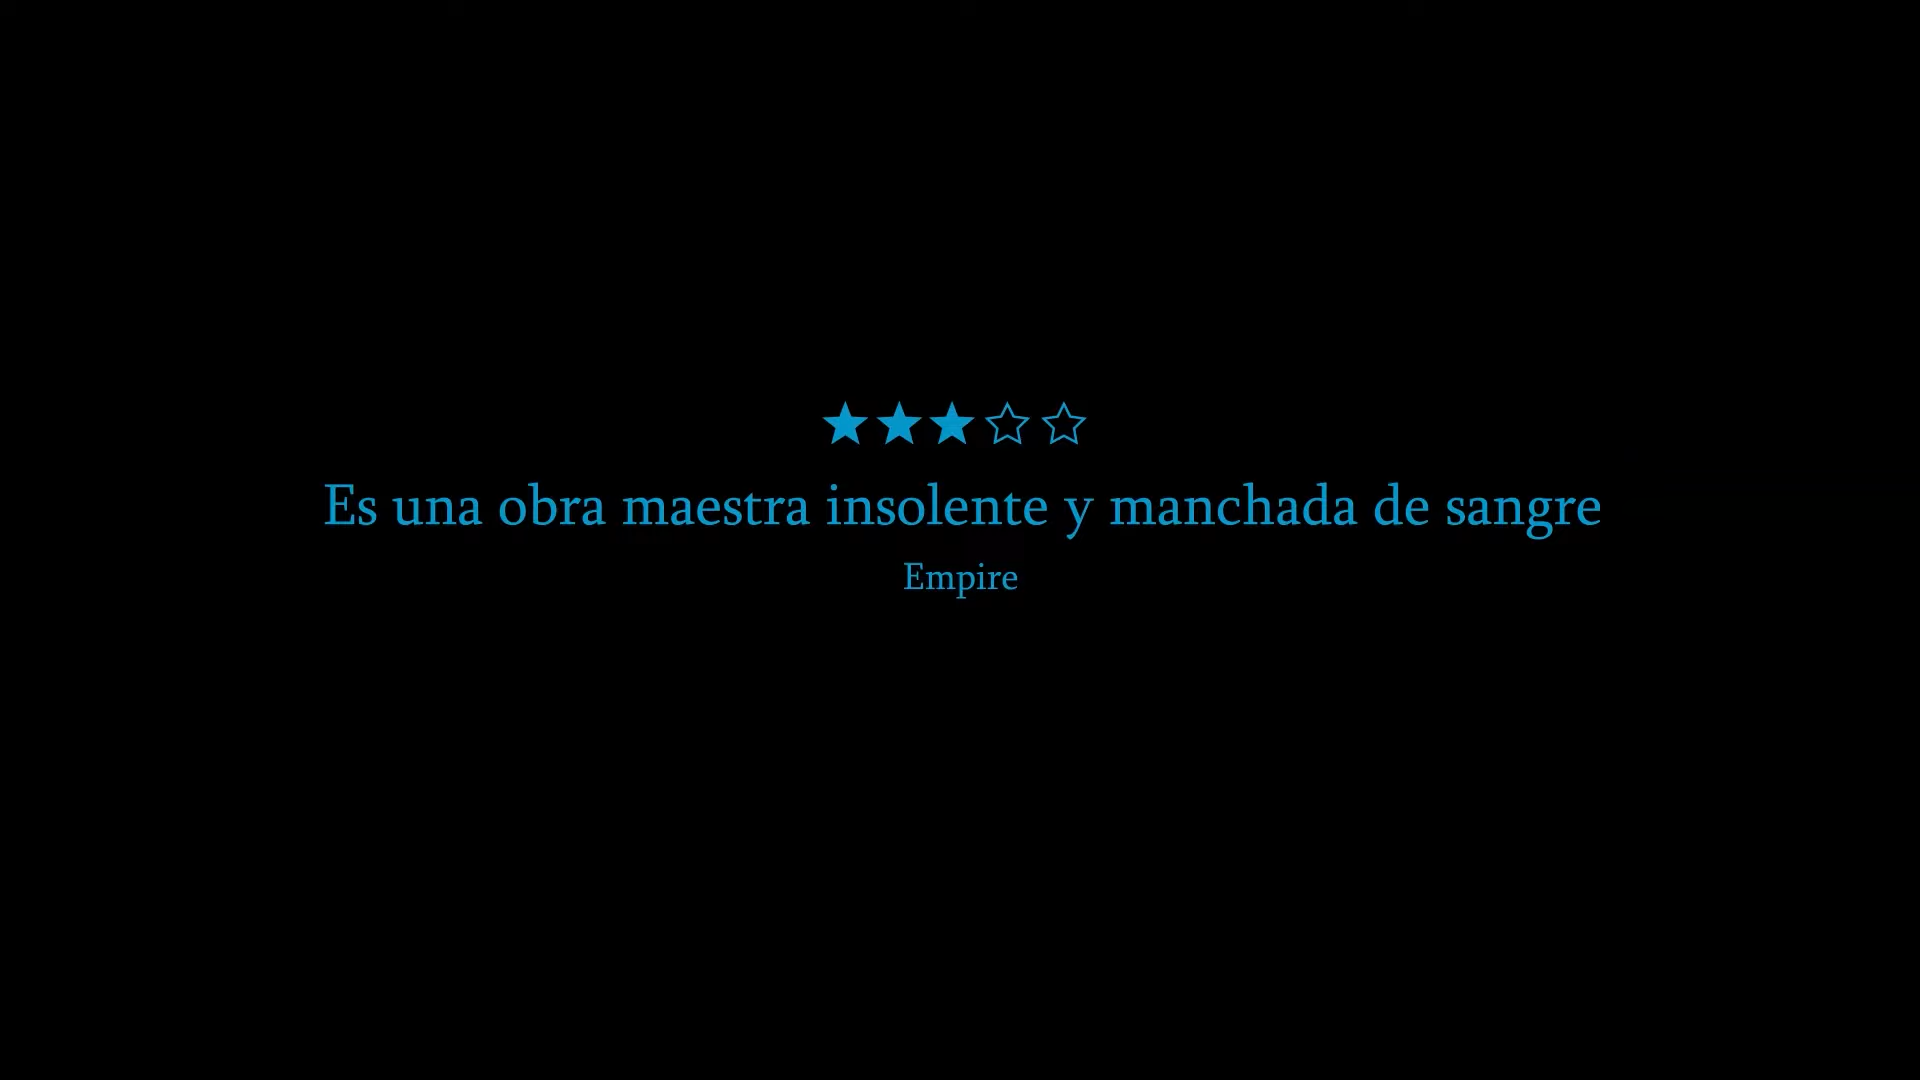 ★★★☆☆
Es una obra maestra insolente y manchada de sangre
Empire